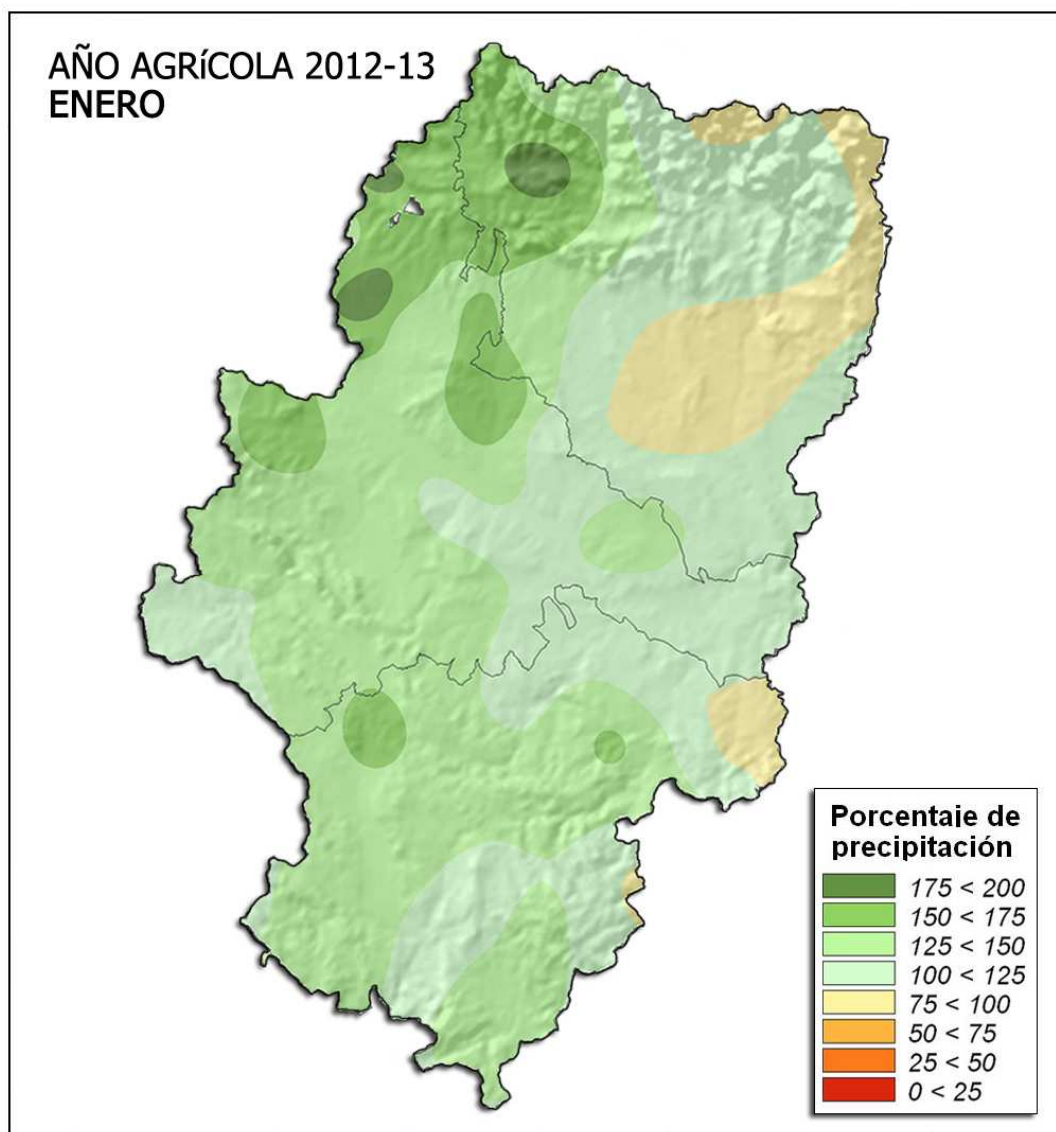 AÑO AGRíCOLA 2012-13
ENERO
Porcentaje de
precipitación
175 < 200
150 < 175
125 < 150
100 < 125
75 < 100
50 < 75
25 < 50
0 < 25